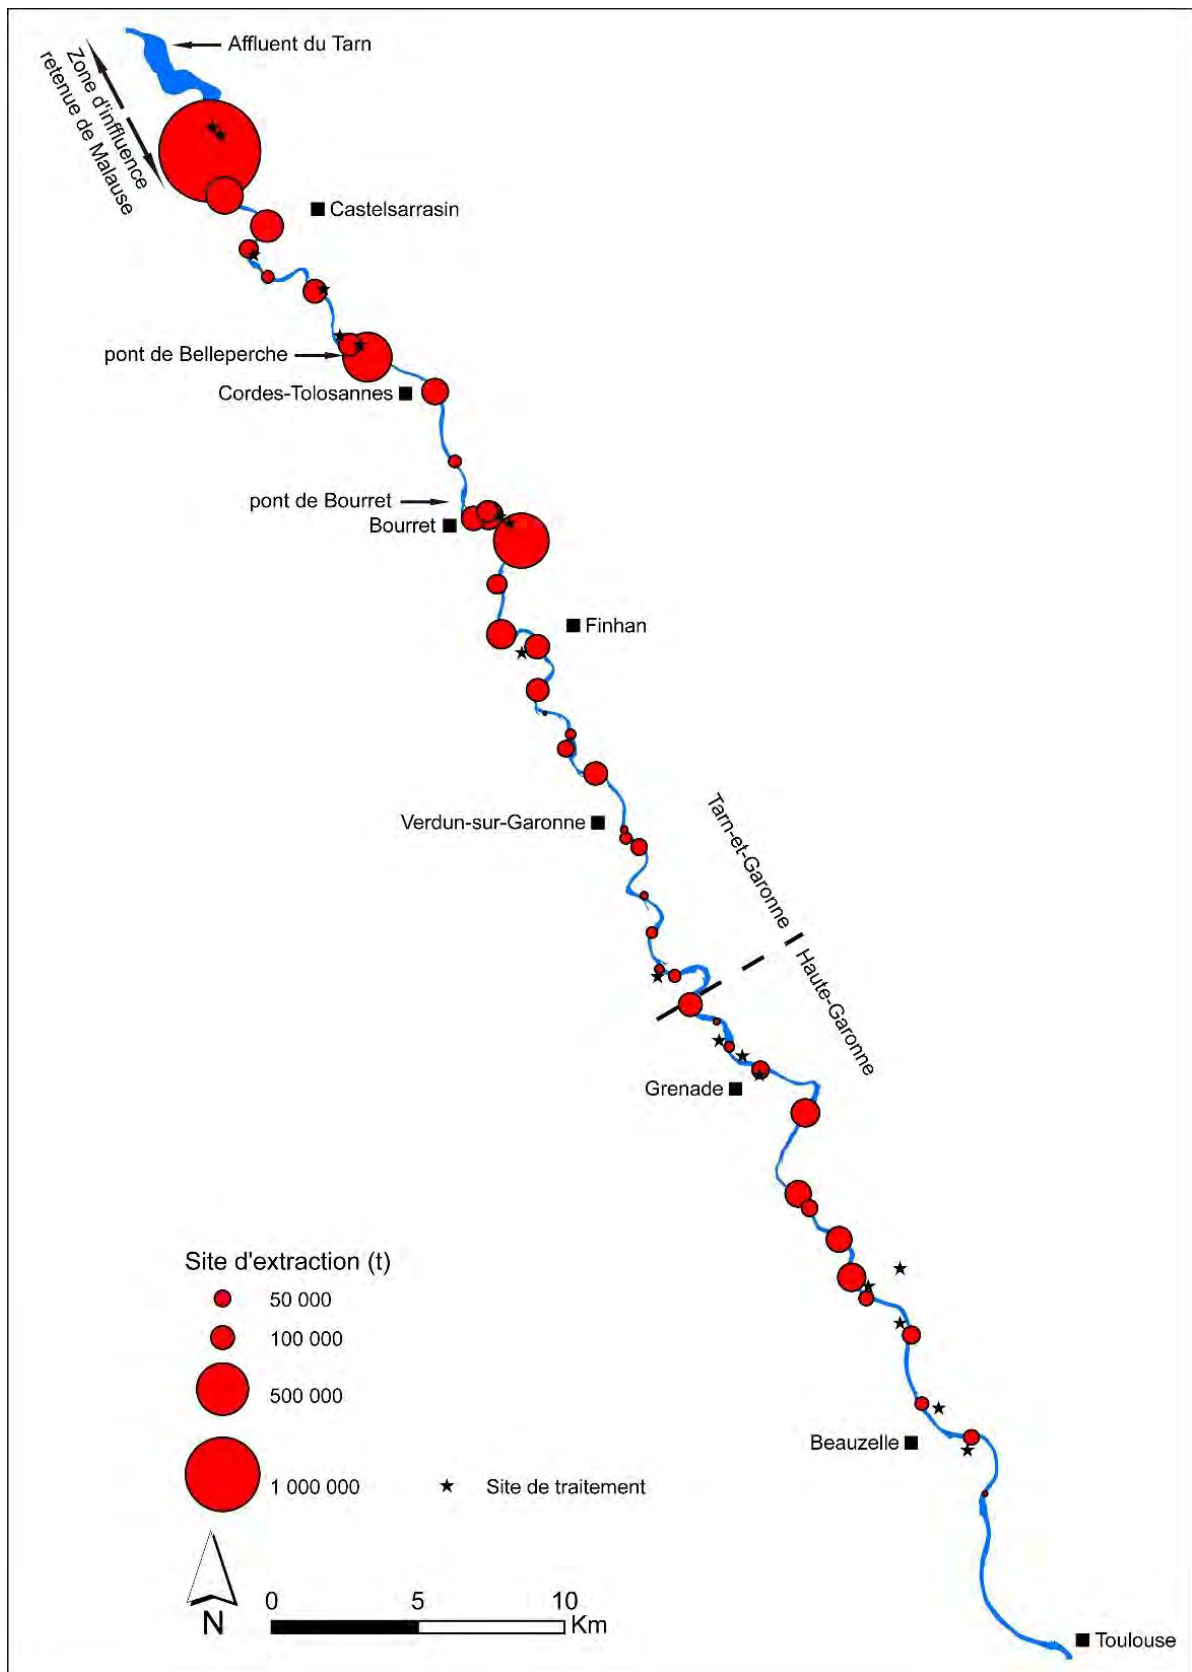 Affluent du Tarn
Zone d'inffluence
retenue de Malause
Castelsarrasin
pont de Belleperche
Cordes-Tolosannes
pont de Bourret
Bourret
Finhan
Verdun-sur-Garonne
Tarn-et-Garonne
Haute-Garonne
Grenade
Site d'extraction (t)
50 000
100 000
500 000
1 000 000
Site de traitement
Beauzelle
N
0 5 10
Km
Toulouse